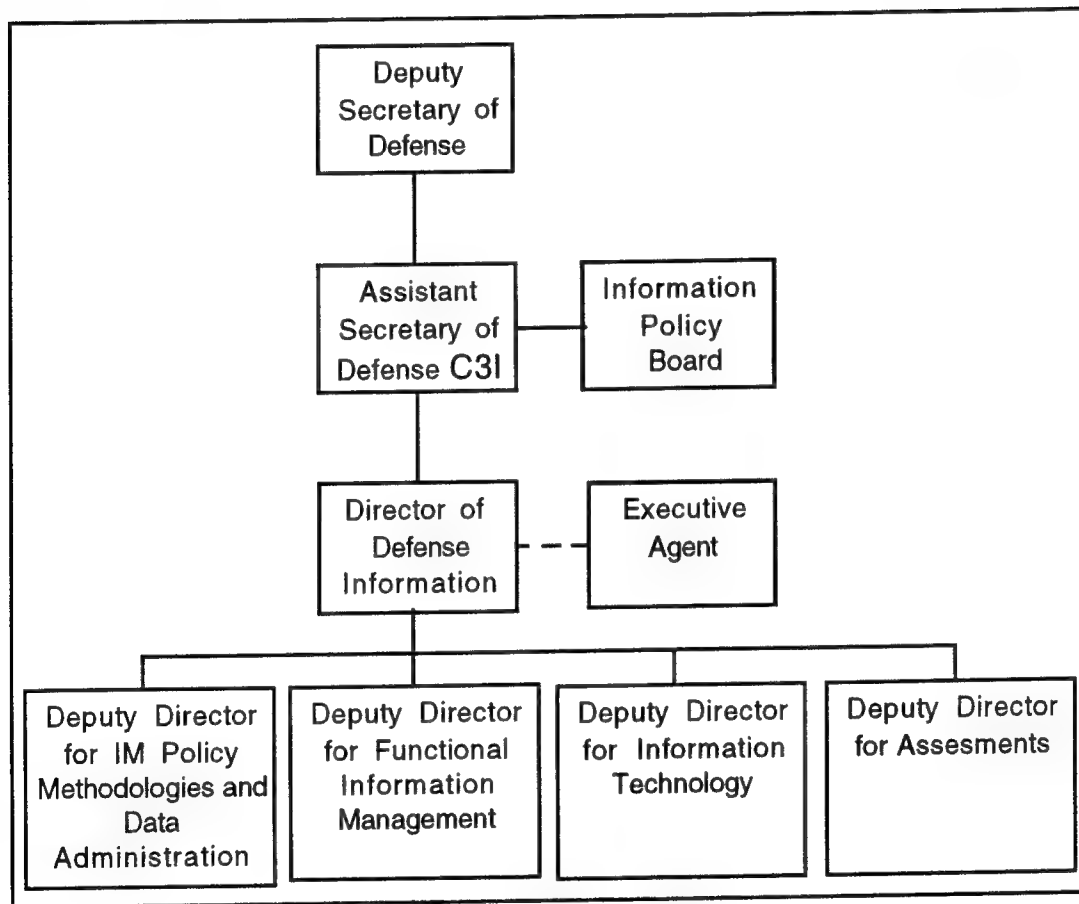 Deputy
Secretary of
Defense
Assistant
Secretary of
Defense C3I
Information
Policy
Board
Director of
Defense
Information
Executive
Agent
Deputy Director
for IM Policy
Methodologies and
Data
Administration
Deputy Director
for Functional
Information
Management
Deputy Director
for Information
Technology
Deputy Director
for Assesments